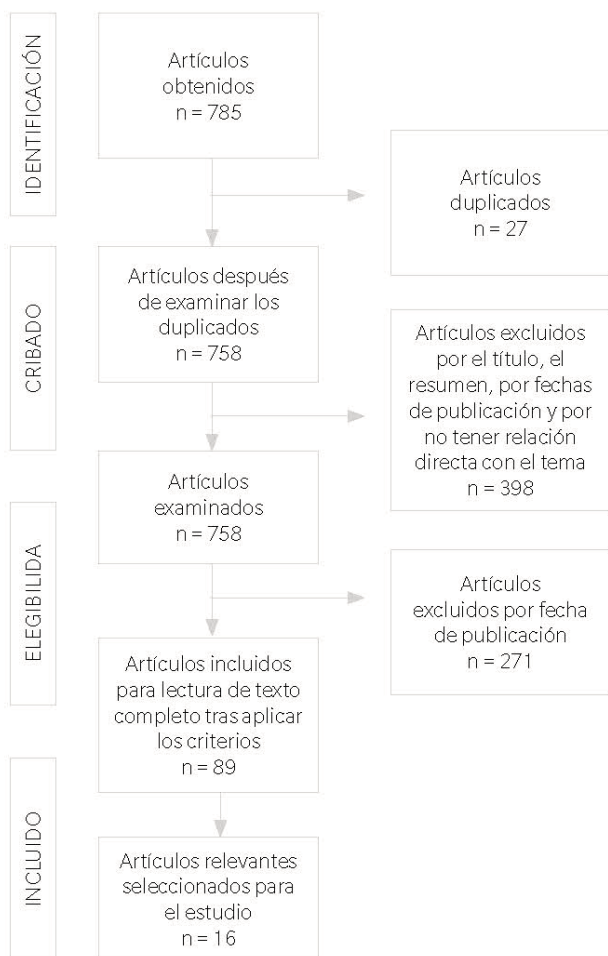 IDENTIFICACIÓN
Artículos
obtenidos
n = 785
Artículos
duplicados
n = 27
CRIBADO
Artículos después
de examinar los
duplicados
n = 758
Artículos excluidos
por el título, el
resumen, por fechas
de publicación y por
no tener relación
directa con el tema
n = 398
Artículos
examinados
n = 758
ELEGIBILIDA
Artículos
excluidos por fecha
de publicación
n = 271
Artículos incluidos
para lectura de texto
completo tras aplicar
los criterios
n = 89
INCLUIDO
Artículos relevantes
seleccionados para
el estudio
n = 16